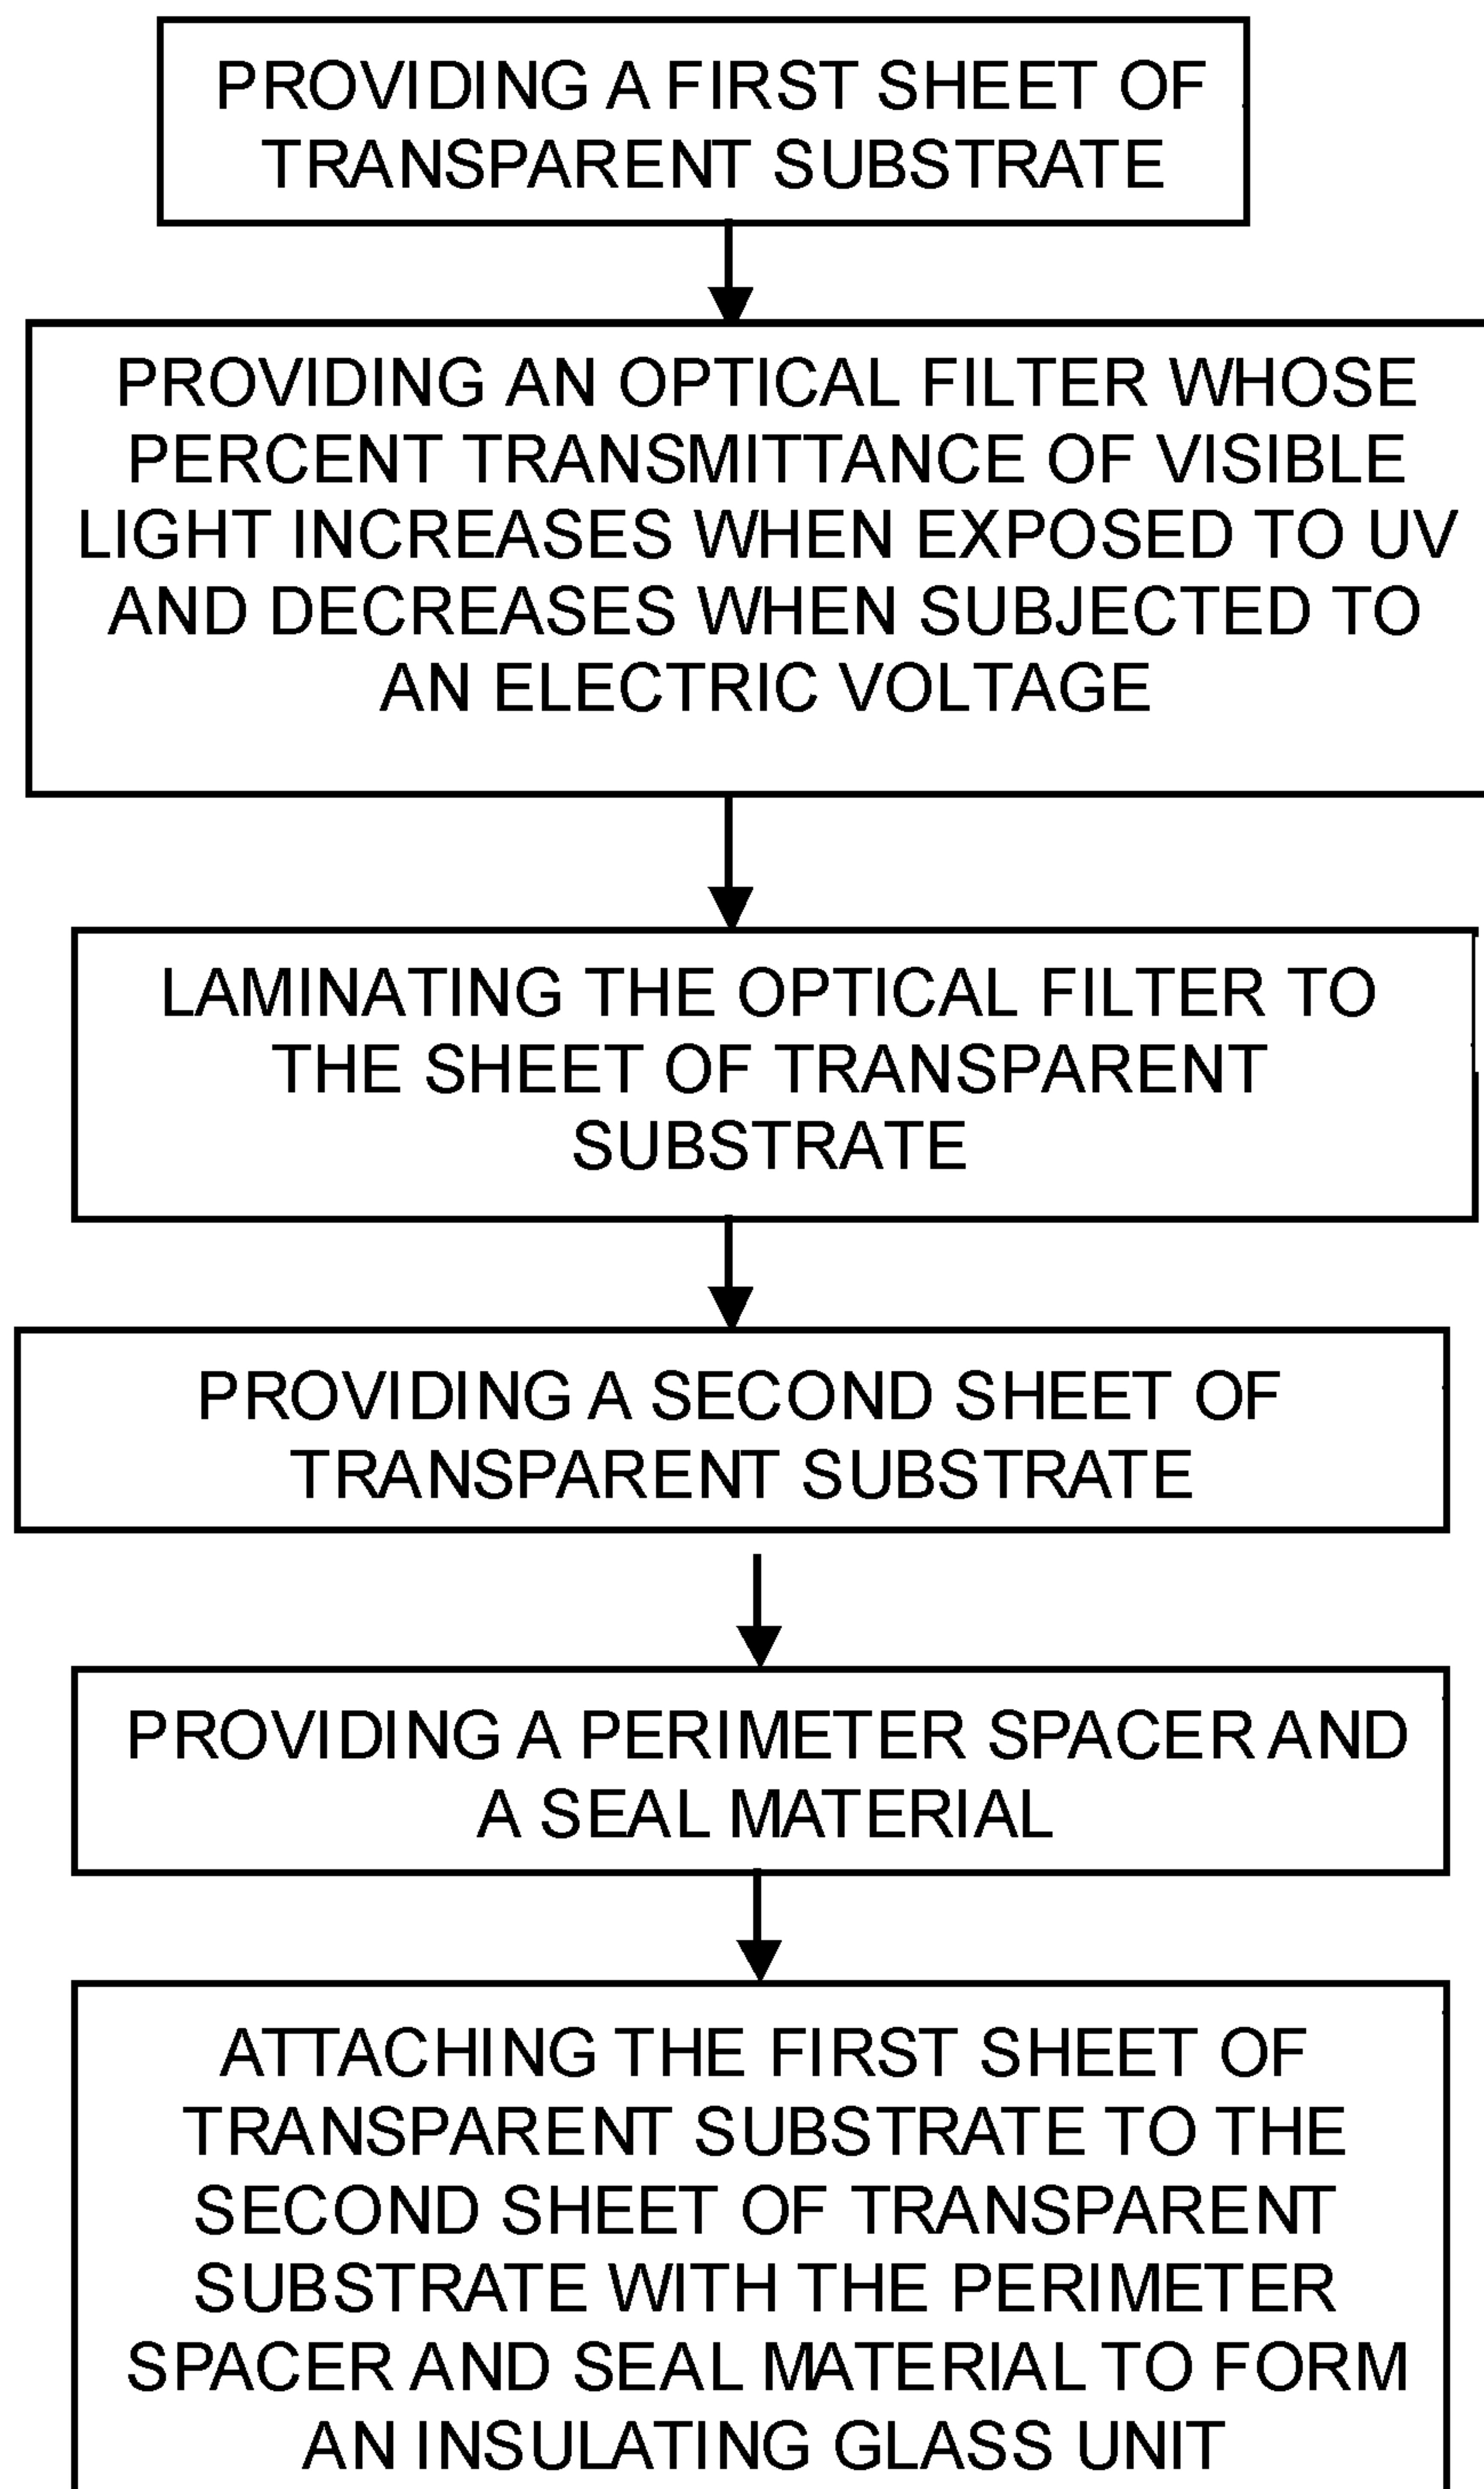 PROVIDING A FIRST SHEET OF
TRANSPARENT SUBSTRATE
PROVIDING AN OPTICAL FILTER WHOSE
PERCENT TRANSMITTANCE OF VISIBLE
LIGHT INCREASES WHEN EXPOSED TO UV
AND DECREASES WHEN SUBJECTED TO
AN ELECTRIC VOLTAGE
LAMINATING THE OPTICAL FILTER TO
THE SHEET OF TRANSPARENT
SUBSTRATE
PROVIDING A SECOND SHEET OF
TRANSPARENT SUBSTRATE
PROVIDING A PERIMETER SPACER AND
A SEAL MATERIAL
ATTACHING THE FIRST SHEET OF
TRANSPARENT SUBSTRATE TO THE
SECOND SHEET OF TRANSPARENT
SUBSTRATE WITH THE PERIMETER
SPACER AND SEAL MATERIAL TO FORM
AN INSULATING GLASS UNIT